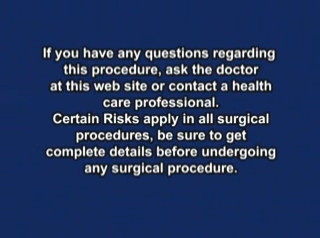 If you have any questions regarding
this procedure, ask the doctor
at this web site or contact a health
care professional.
Certain Risks apply in all surgical
procedures, be sure to get
complete details before undergoing
any surgical procedure.